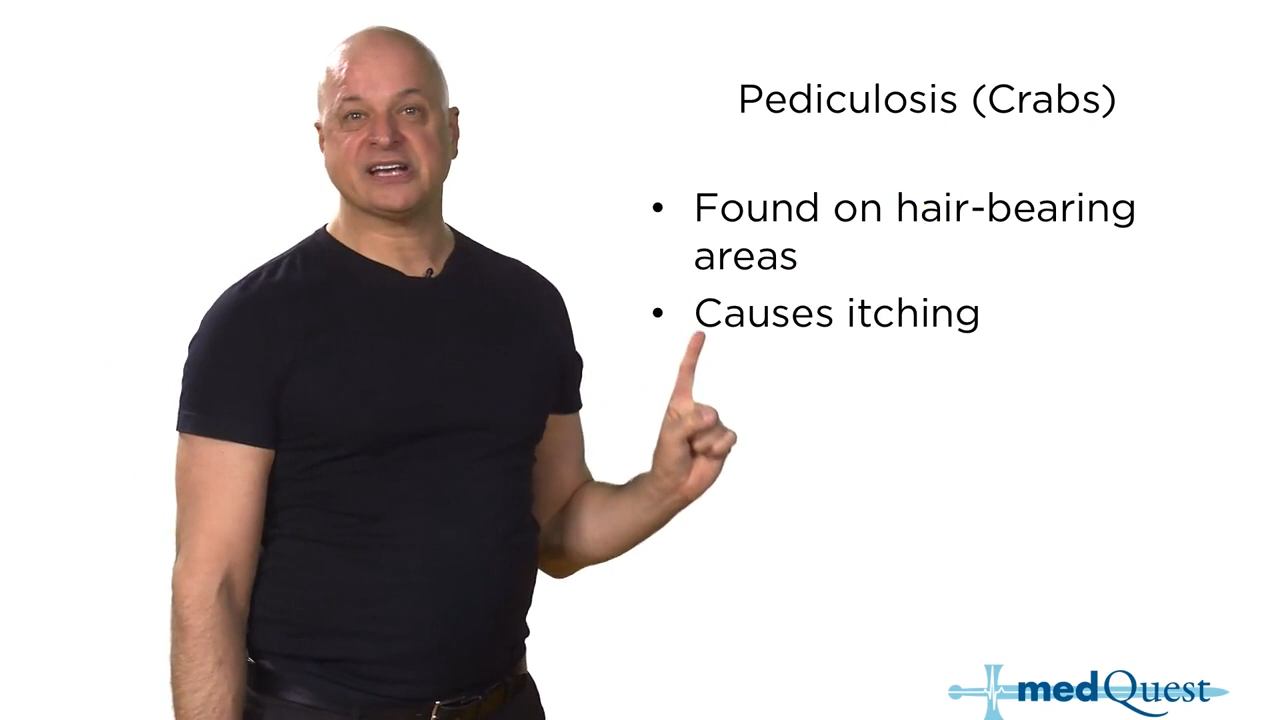 Pediculosis (Crabs)
• Found on hair-bearing
areas
• Causes itching
medQuest